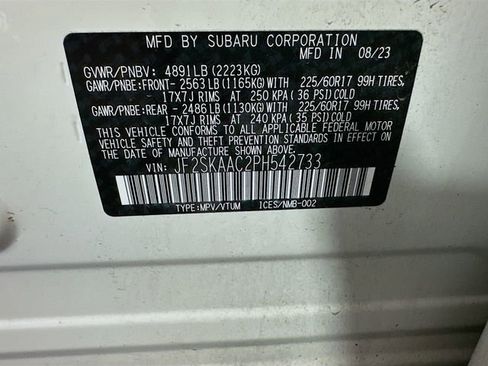 MFD BY SUBARU CORPORATION
MFD IN 08/23
GVWR/PNBV: 4891LB(2223KG)
GAWR/PNBE:FRONT- 2563LB(1165KG)WITH 225/60R17 99H TIRES,
17X7J RIMS AT 250 KPA(36 PSI)COLD
GAWR/PNBE:REAR -2486LB(1130KG)WITH 225/60R17 99H TIRES,
17X7J RIMS AT 240 KPA(35 PSI)COLD
THIS VEHICLE CONFORMS TO ALL APPLICABLE FEDERAL MOTOR
VEHICLE SAFETY AND THEFT PREVENTION STANDARDS IN
EFFECT ON THE DATE OF MANUFACTURE SHOWN ABOVE.
VIN: JF2SKAAC2PH542733
TYPE:MPV/VTUM ICES/NMB-002